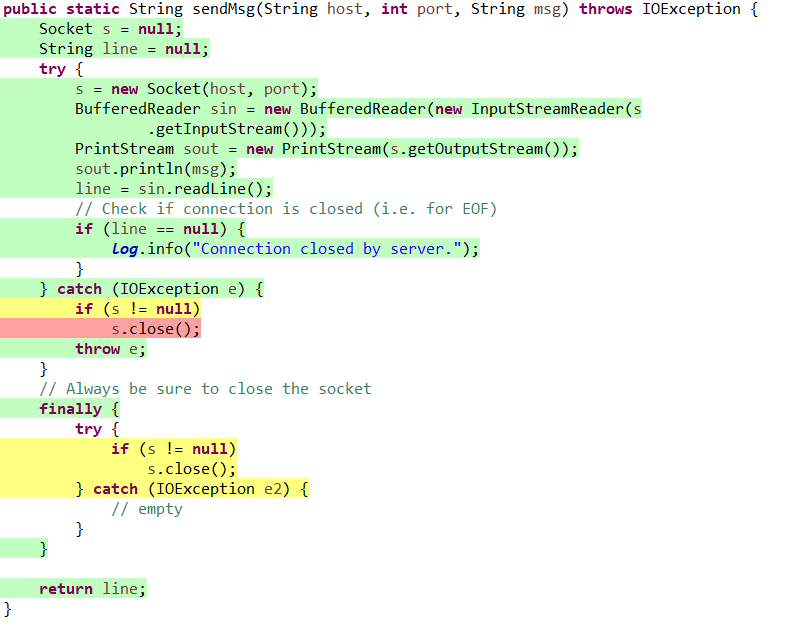 public static String sendMsg(String host, int port, String msg) throws IOException {
    Socket s = null;
    String line = null;
    try {
        s = new Socket(host, port);
        BufferedReader sin = new BufferedReader(new InputStreamReader(s
                .getInputStream()));
        PrintStream sout = new PrintStream(s.getOutputStream());
        sout.println(msg);
        line = sin.readLine();
        // Check if connection is closed (i.e. for EOF)
        if (line == null) {
            log.info("Connection closed by server.");
        }
    } catch (IOException e) {
        if (s != null)
            s.close();
        throw e;
    }
    // Always be sure to close the socket
    finally {
        try {
            if (s != null)
                s.close();
        } catch (IOException e2) {
            // empty
        }
    }

    return line;
}